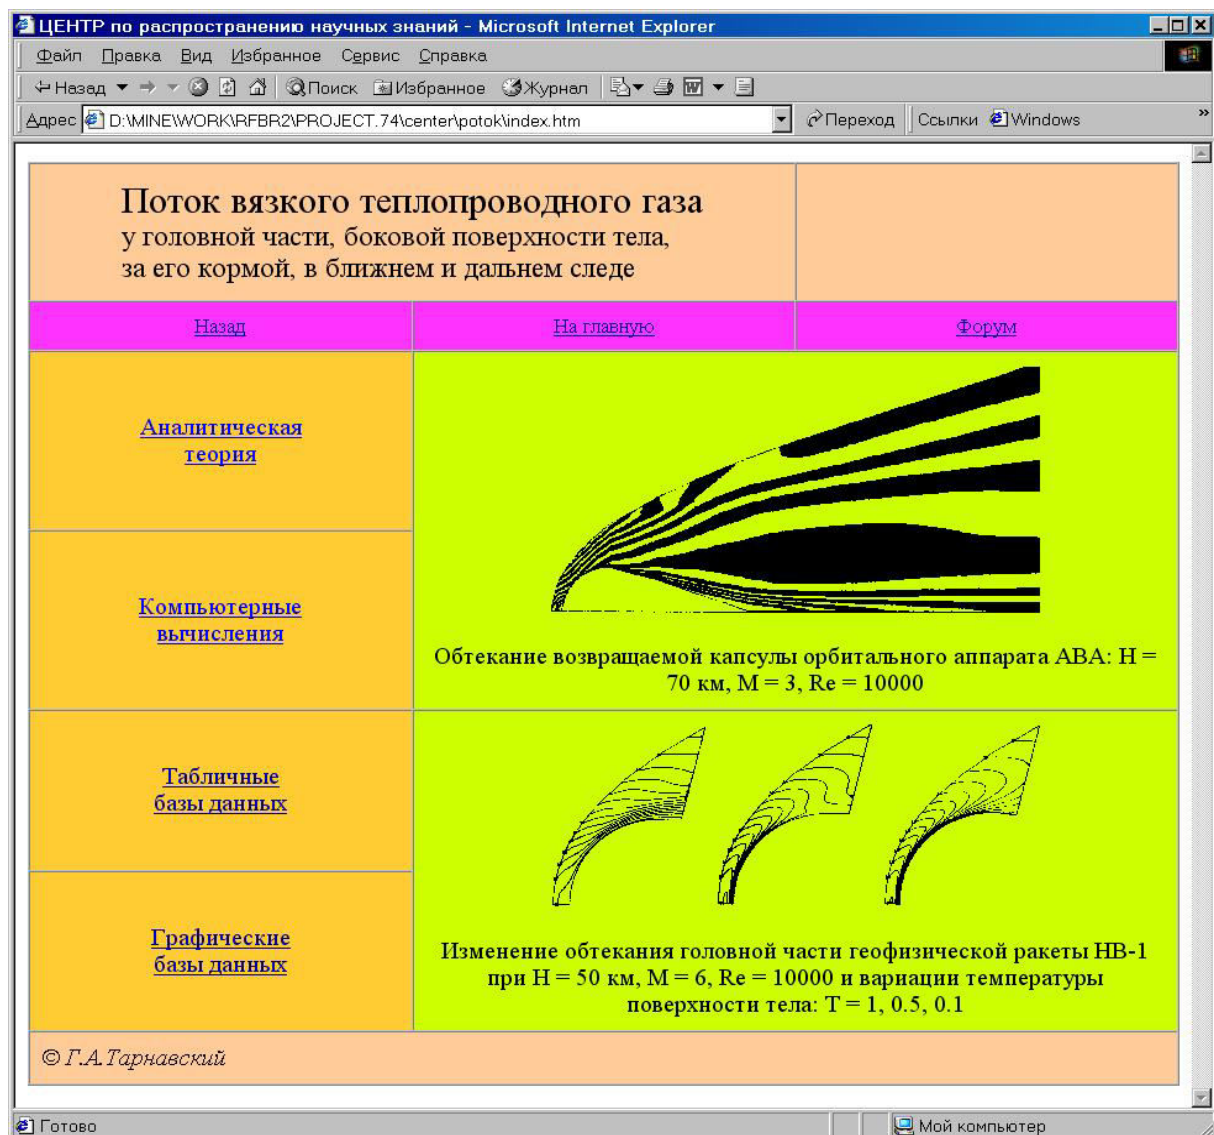 ЦЕНТР по распространению научных знаний - Microsoft Internet Explorer
Файл Правка Вид Избранное Сервис Справка
Назад Поиск Избранное Журнал
Адрес D:\MINE\WORK\RFBR2\PROJECT.74\center\potok\index.htm Переход Ссылки Windows »
Поток вязкого теплопроводного газа
у головной части, боковой поверхности тела,
за его кормой, в ближнем и дальнем следе
Назад На главную Форум
Аналитическая
теория
Компьютерные
вычисления
Обтекание возвращаемой капсулы орбитального аппарата АВА: H =
70 км, M = 3, Re = 10000
Табличные
базы данных
Графические
базы данных
Изменение обтекания головной части геофизической ракеты НВ-1
при H = 50 км, M = 6, Re = 10000 и вариации температуры
поверхности тела: T = 1, 0.5, 0.1
© Г.А.Тарнавский
Готово Мой компьютер